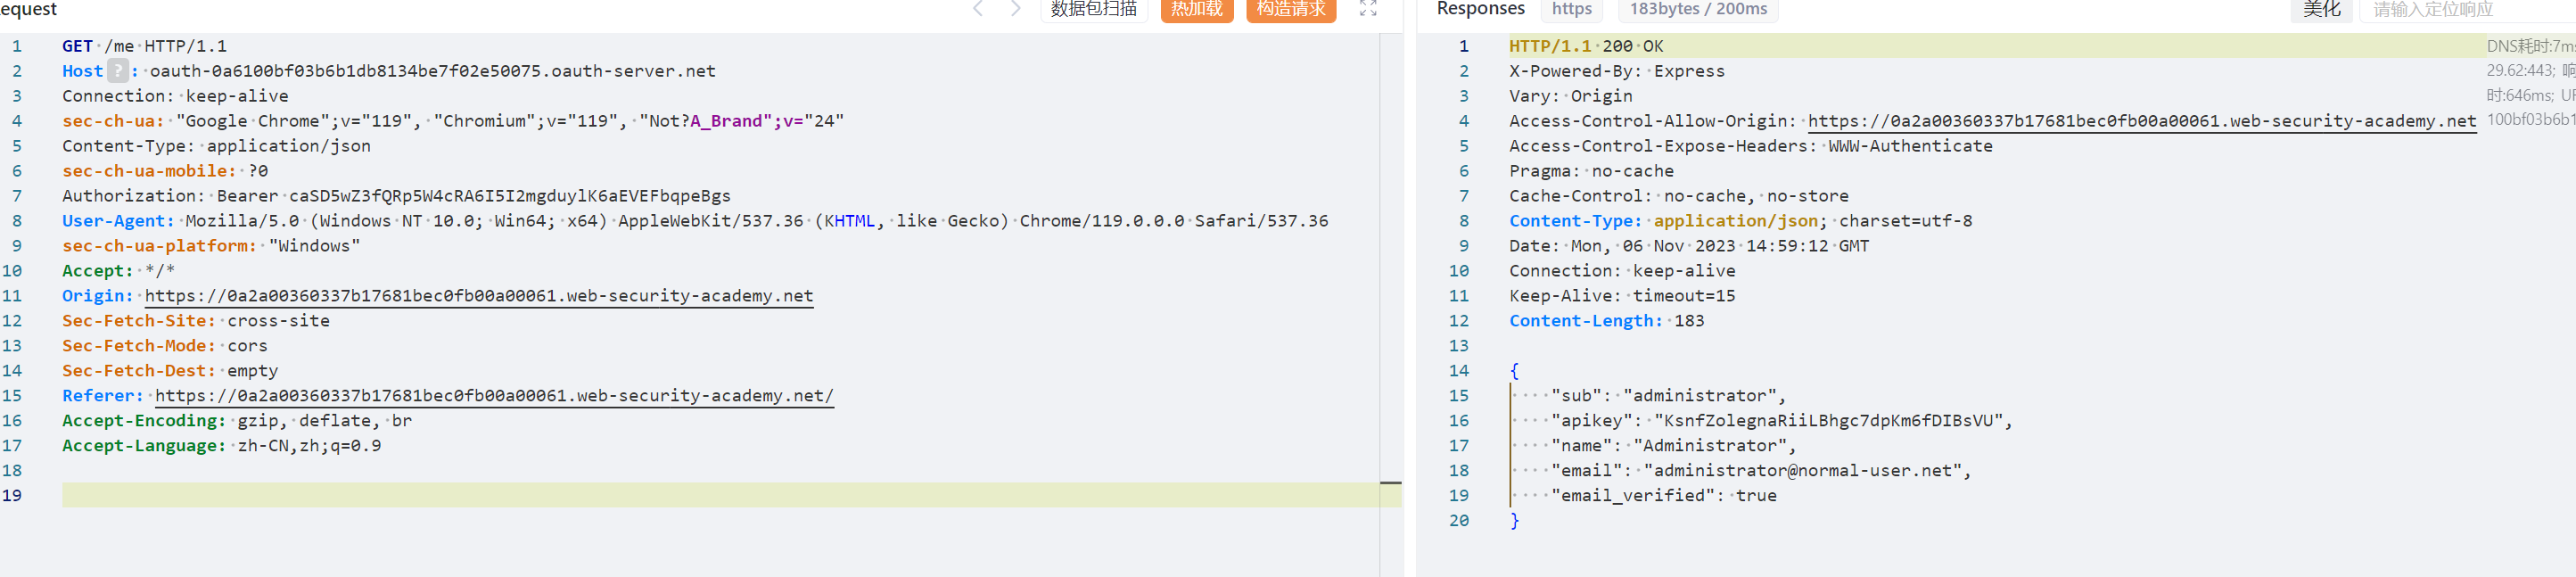 equest
数据包扫描
热加载
构造请求
1 GET /me HTTP/1.1
2 Host ? : oauth-0a6100bf03b6b1db8134be7f02e50075.oauth-server.net
3 Connection: keep-alive
4 sec-ch-ua: "Google Chrome";v="119", "Chromium";v="119", "Not?A_Brand";v="24"
5 Content-Type: application/json
6 sec-ch-ua-mobile: ?0
7 Authorization: Bearer caSD5wZ3fQRp5W4cRA6I5I2mgduylK6aEVEFbqpeBgs
8 User-Agent: Mozilla/5.0 (Windows NT 10.0; Win64; x64) AppleWebKit/537.36 (KHTML, like Gecko) Chrome/119.0.0.0 Safari/537.36
9 sec-ch-ua-platform: "Windows"
10 Accept: */*
11 Origin: https://0a2a00360337b17681bec0fb00a00061.web-security-academy.net
12 Sec-Fetch-Site: cross-site
13 Sec-Fetch-Mode: cors
14 Sec-Fetch-Dest: empty
15 Referer: https://0a2a00360337b17681bec0fb00a00061.web-security-academy.net/
16 Accept-Encoding: gzip, deflate, br
17 Accept-Language: zh-CN,zh;q=0.9
18
19
Responses
https
183bytes / 200ms
美化
请输入定位响应
1 HTTP/1.1 200 OK
2 X-Powered-By: Express
3 Vary: Origin
4 Access-Control-Allow-Origin: https://0a2a00360337b17681bec0fb00a00061.web-security-academy.net
5 Access-Control-Expose-Headers: WWW-Authenticate
6 Pragma: no-cache
7 Cache-Control: no-cache, no-store
8 Content-Type: application/json; charset=utf-8
9 Date: Mon, 06 Nov 2023 14:59:12 GMT
10 Connection: keep-alive
11 Keep-Alive: timeout=15
12 Content-Length: 183
13
14 {
15 "sub": "administrator",
16 "apikey": "KsnfZolegnaRiiLBhgc7dpKm6fDIBsVU",
17 "name": "Administrator",
18 "email": "administrator@normal-user.net",
19 "email_verified": true
20 }
DNS耗时:7ms
29.62:443; 响
时:646ms; UR
100bf03b6b1